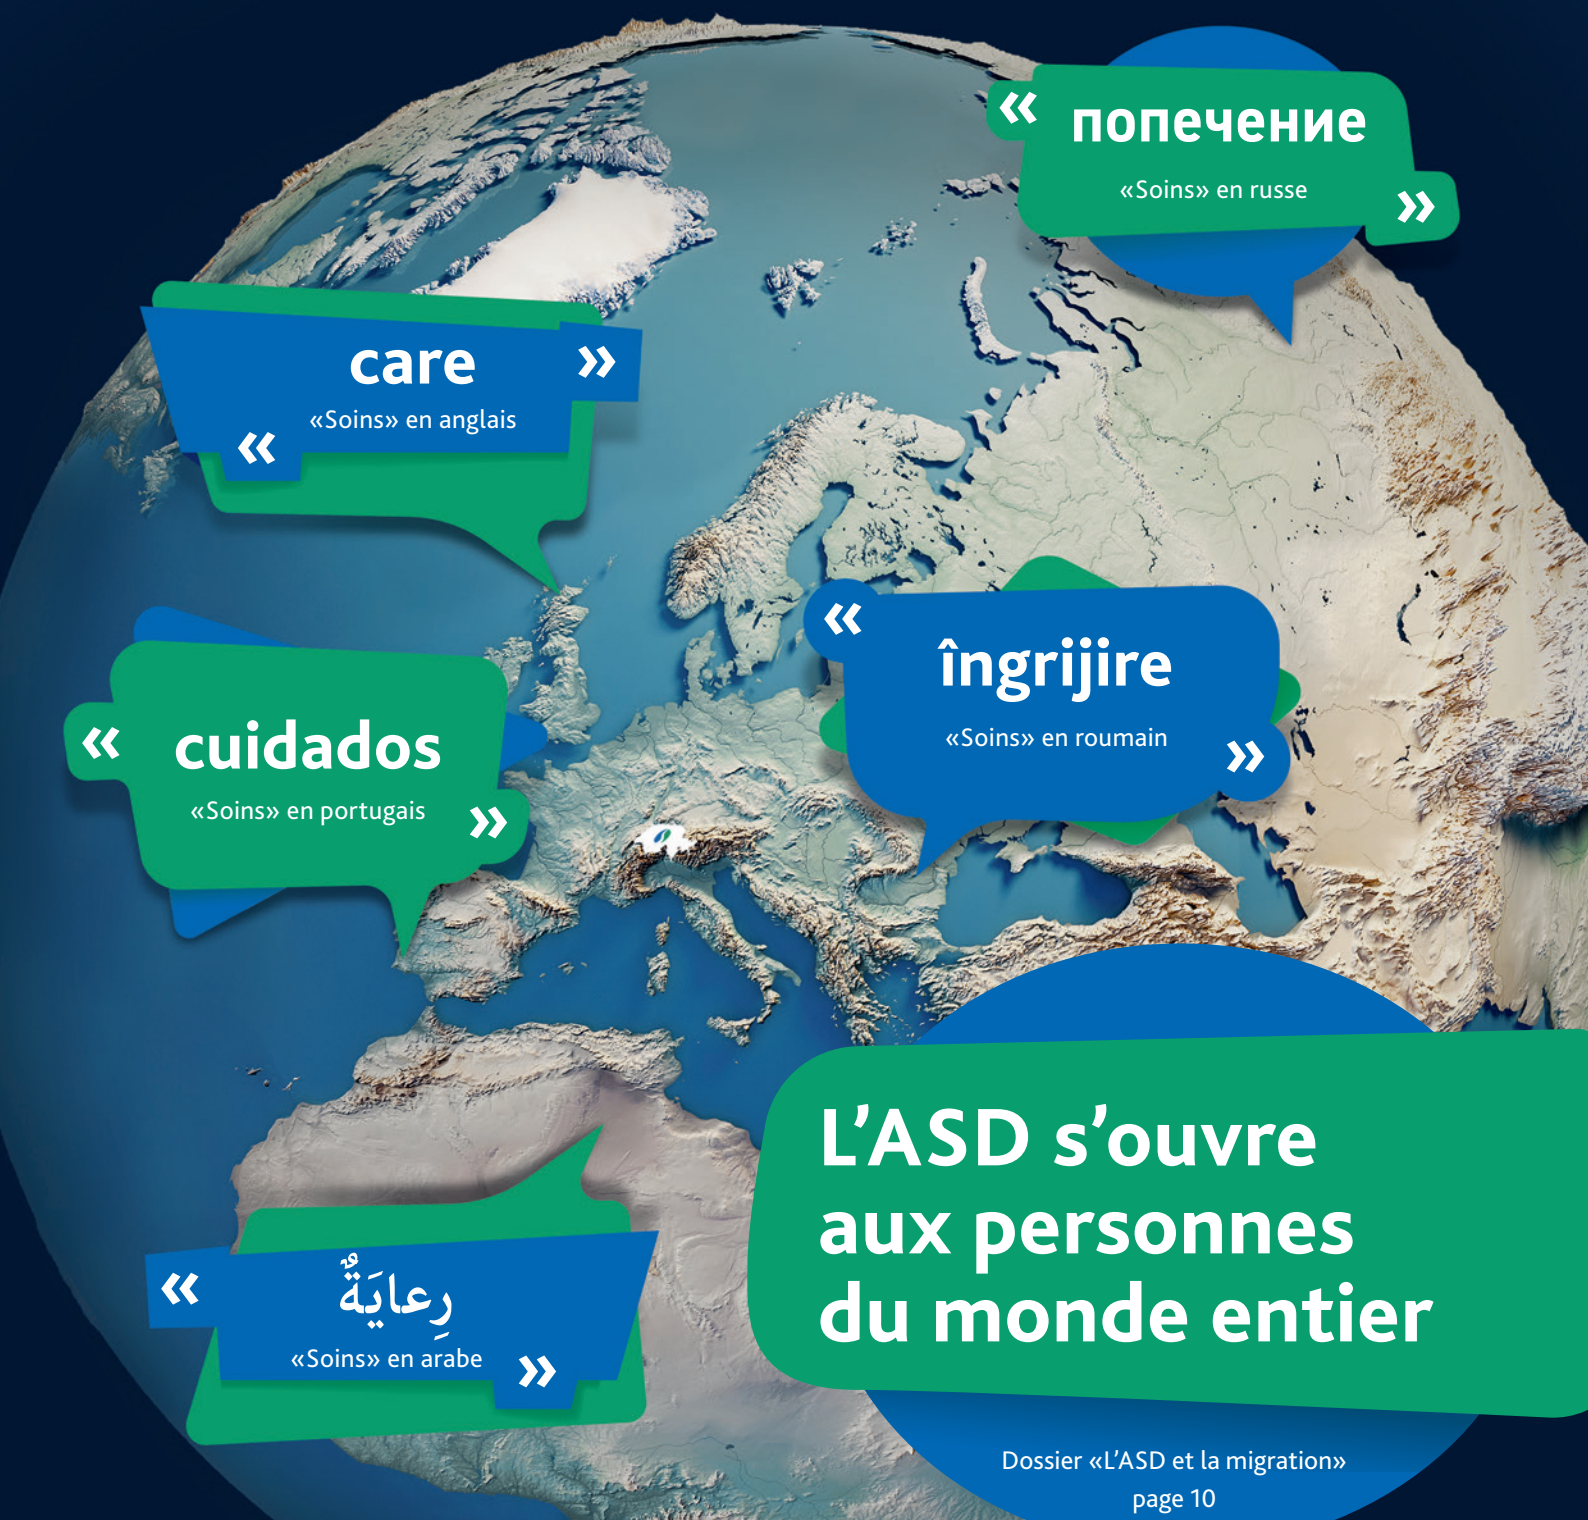 « попечение
«Soins» en russe »
care »
«Soins» en anglais
«
« îngrijire
«Soins» en roumain »
« cuidados
«Soins» en portugais »
L’ASD s’ouvre
aux personnes
du monde entier
« رِعايَةٌ
«Soins» en arabe »
Dossier «L’ASD et la migration»
page 10